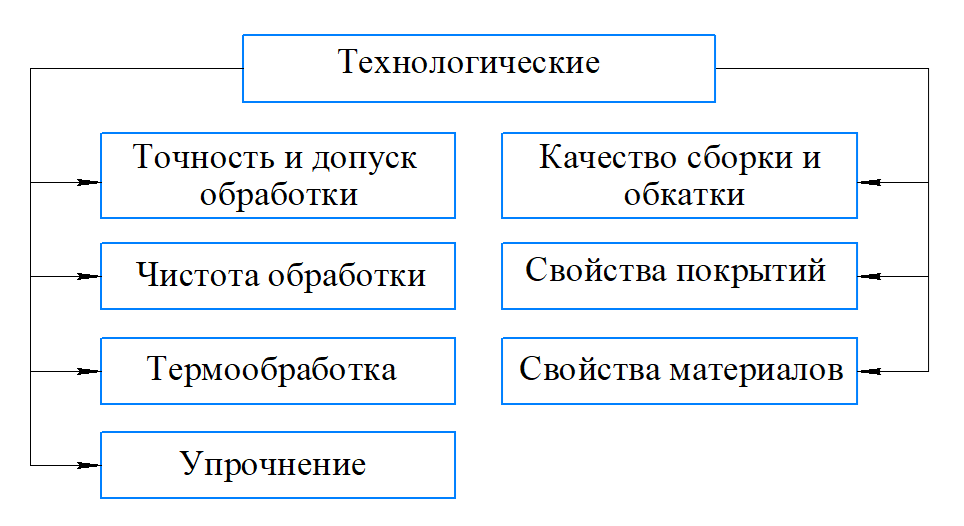 Технологические
Точность и допуск
обработки
Чистота обработки
Термообработка
Упрочнение
Качество сборки и
обкатки
Свойства покрытий
Свойства материалов